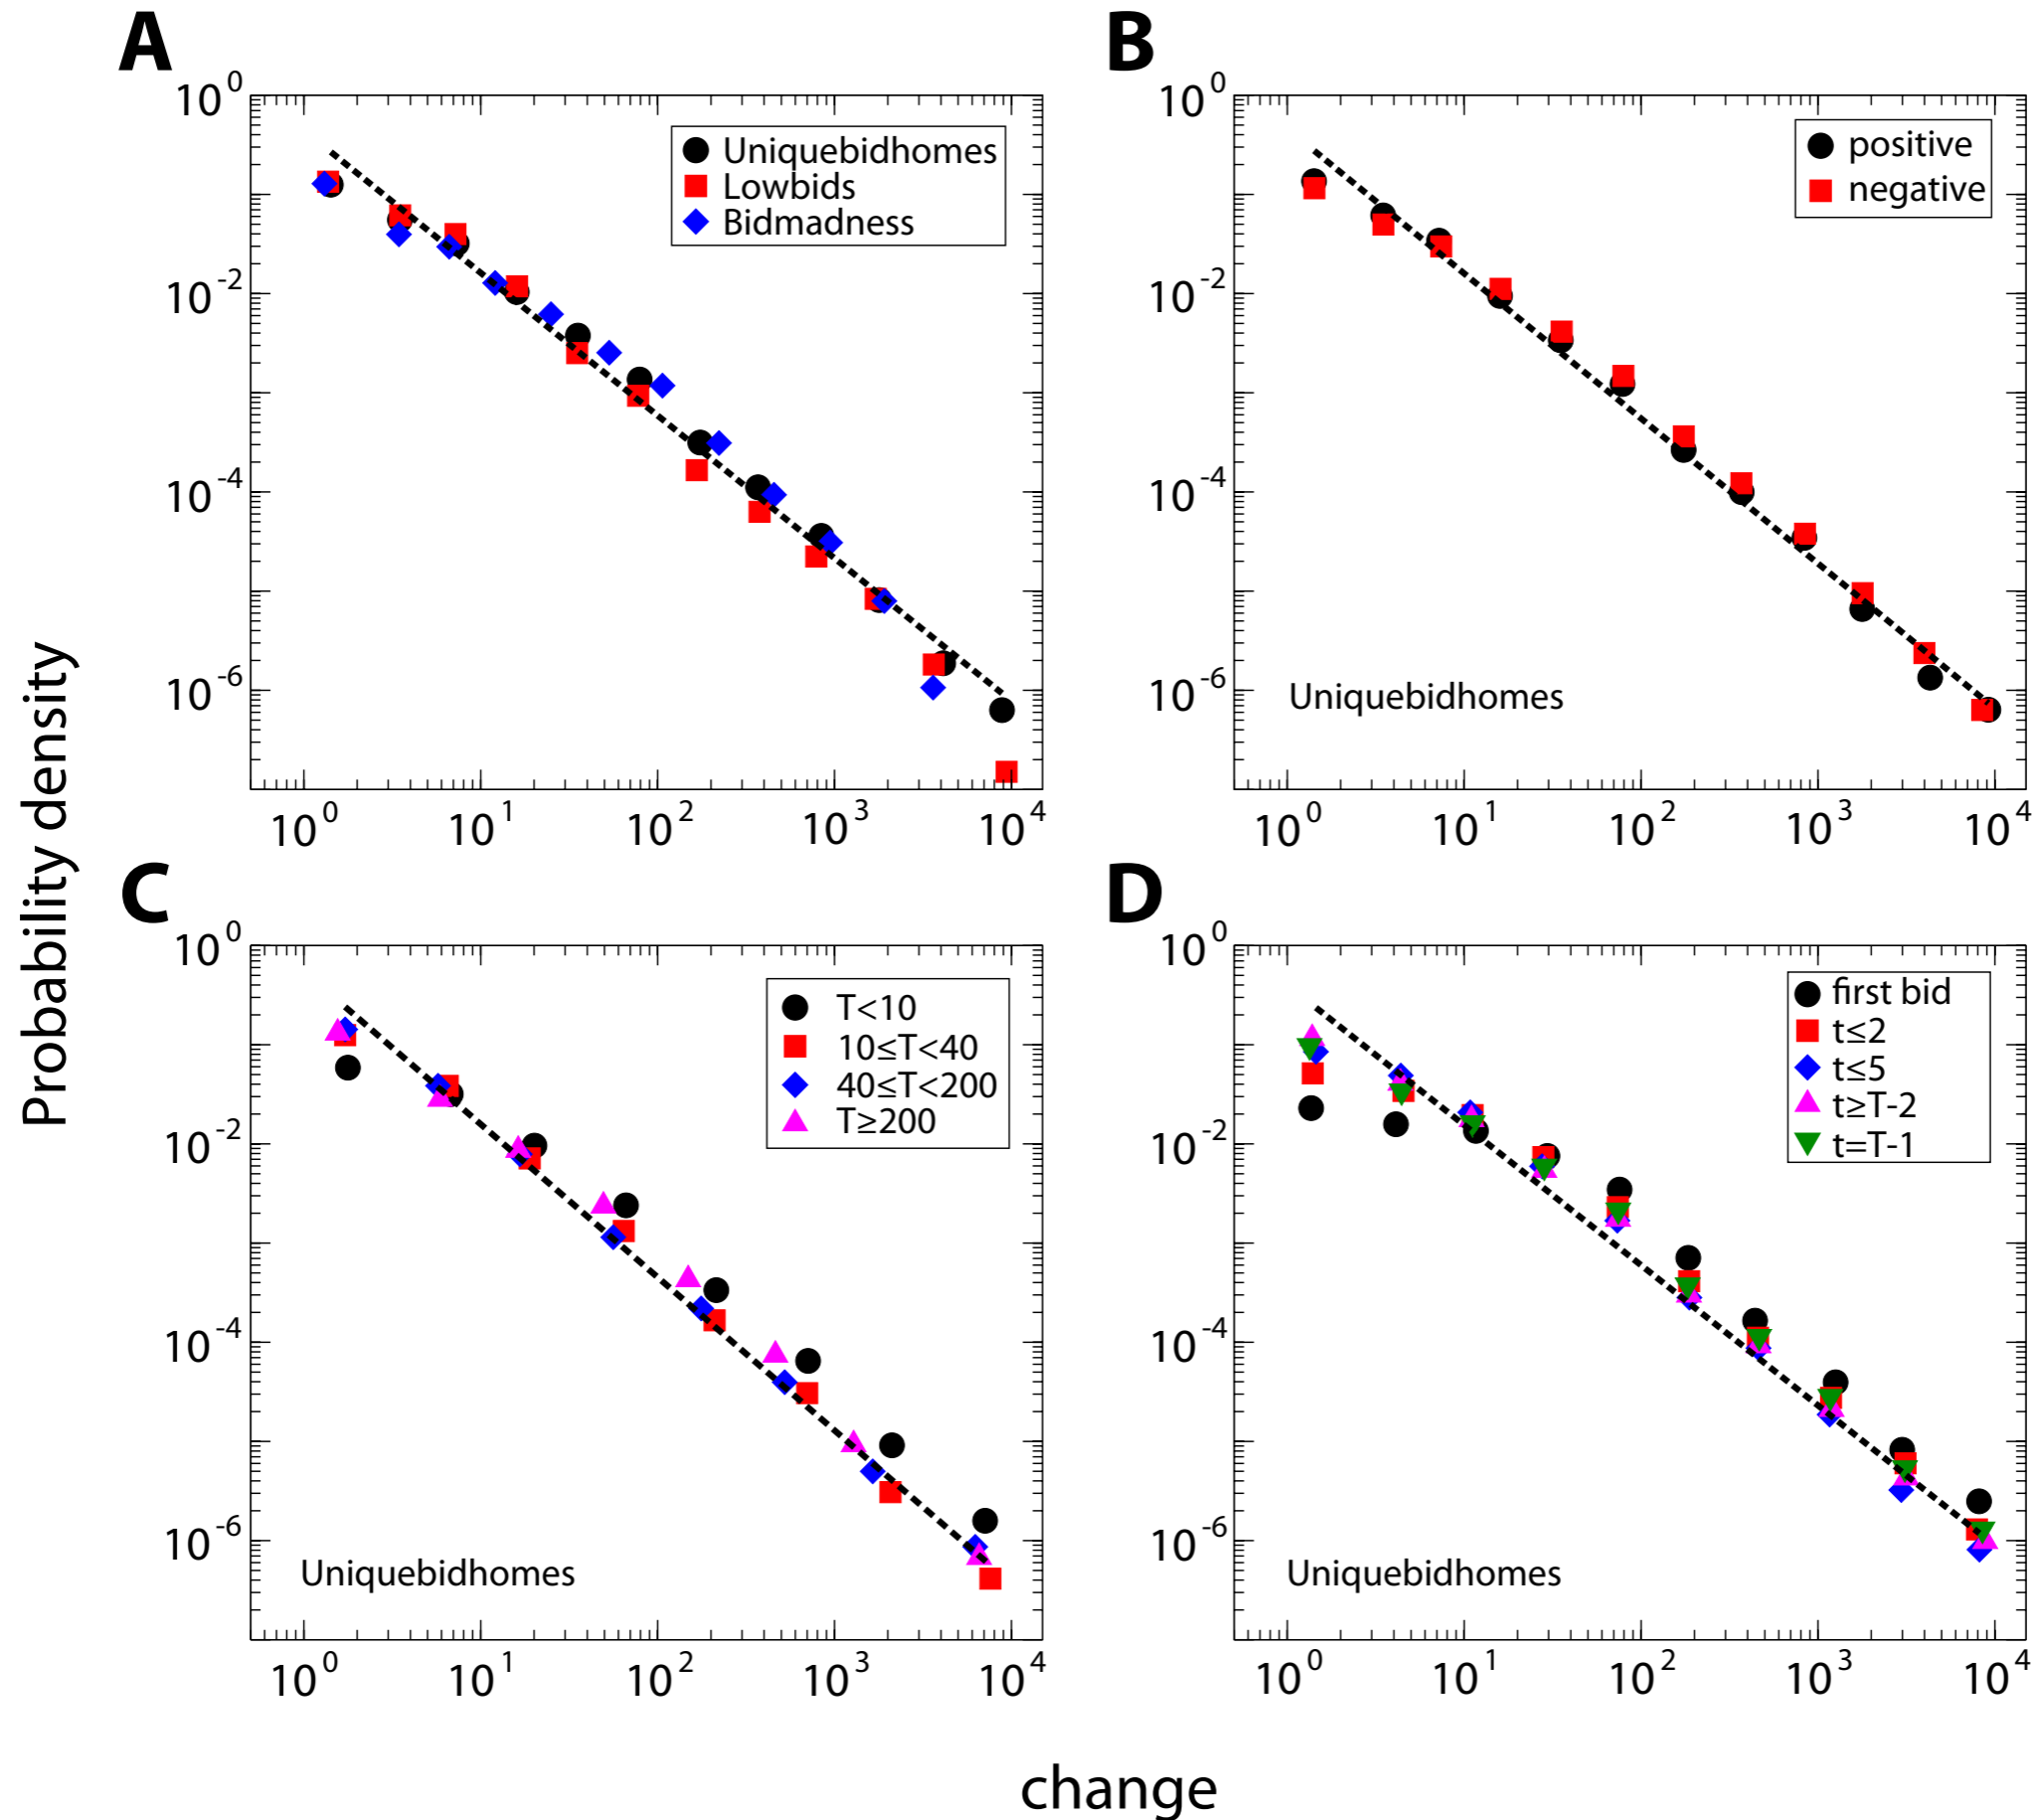 A
B
10^0
10^-2
10^-4
10^-6
10^0 10^1 10^2 10^3 10^4
Uniquebidhomes
Lowbids
Bidmadness
10^0
10^-2
10^-4
10^-6
10^0 10^1 10^2 10^3 10^4
positive
negative
Uniquebidhomes
Probability density
C
D
10^0
10^-2
10^-4
10^-6
10^0 10^1 10^2 10^3 10^4
T<10
10≤T<40
40≤T<200
T≥200
Uniquebidhomes
10^0
10^-2
10^-4
10^-6
10^0 10^1 10^2 10^3 10^4
first bid
t≤2
t≤5
t≥T-2
t=T-1
Uniquebidhomes
change